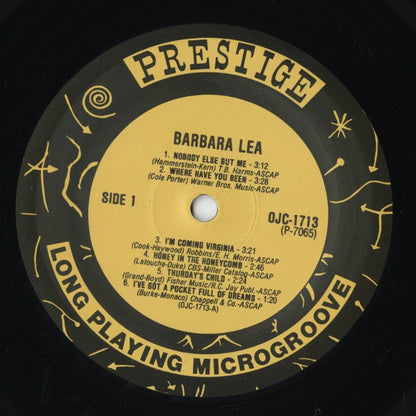 PRESTIGE
BARBARA LEA
1. NOBODY ELSE BUT ME - 3:12
(Hammerstein-Kern) T.B. Harms-ASCAP
2. WHERE HAVE YOU BEEN - 3:28
(Cole Porter) Warner Bros. Music-ASCAP
SIDE 1
OJC-1713
(P-7065)
3. I'M COMING VIRGINIA - 3:21
(Cook-Heywood) Robbins/E. H. Morris-ASCAP
4. HONEY IN THE HONEYCOMB - 2:46
(Latouche-Duke) CBS-Miller Catalog-ASCAP
5. THURDAY'S CHILD - 2:24
(Grand-Boyd) Fisher Music/R.C. Jay Publ.-ASCAP
6. I'VE GOT A POCKET FULL OF DREAMS - 1:20
(Burke-Monaco) Chappell & Co.-ASCAP
(OJC-1713-A)
LONG PLAYING MICROGROOVE